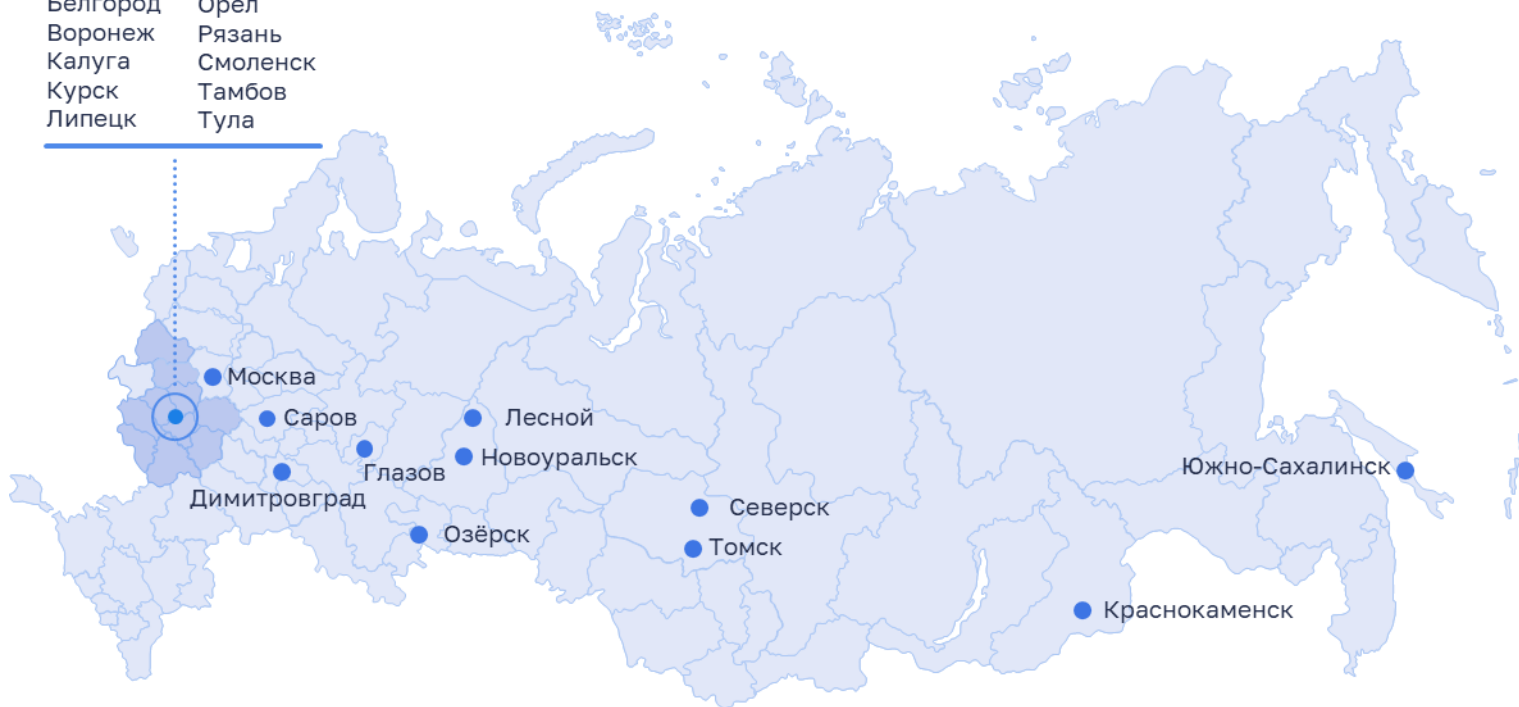 Белгород Орел
Воронеж Рязань
Калуга Смоленск
Курск Тамбов
Липецк Тула
Москва
Саров
Лесной
Глазов
Новоуральск
Южно-Сахалинск
Димитровград
Северск
Озёрск
Томск
Краснокаменск